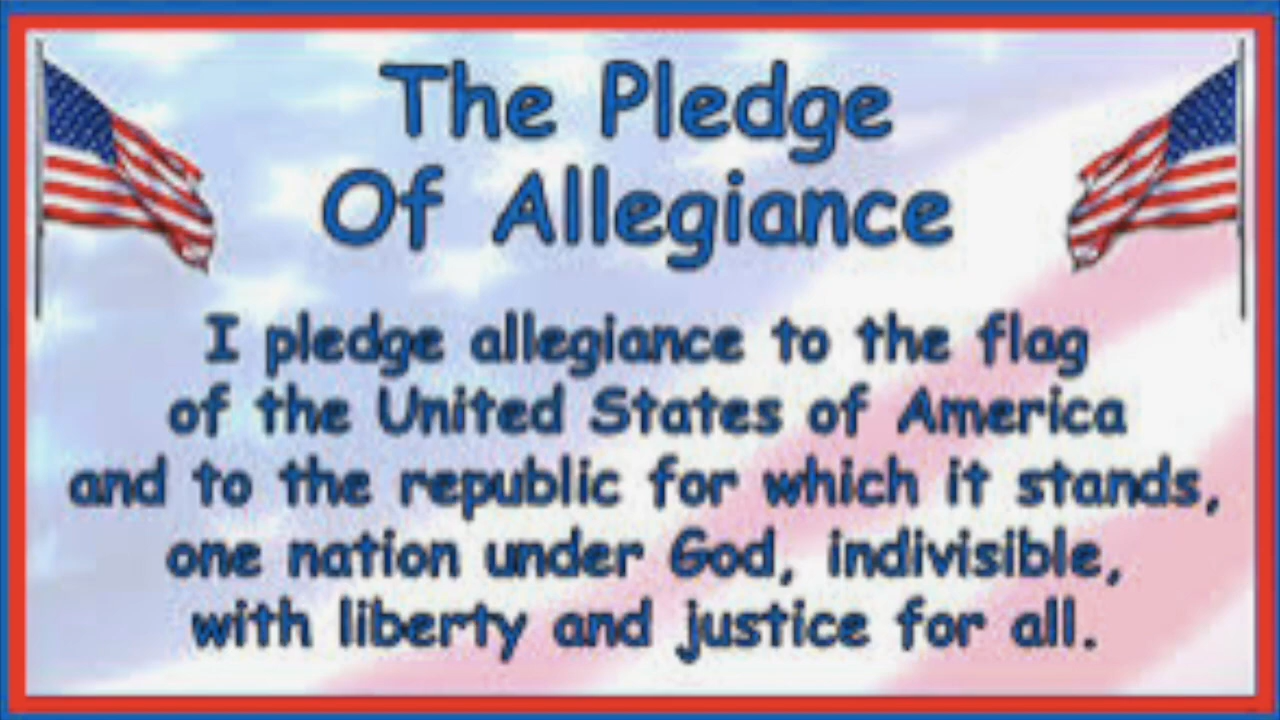 The Pledge
Of Allegiance
I pledge allegiance to the flag
of the United States of America
and to the republic for which it stands,
one nation under God, indivisible,
with liberty and justice for all.